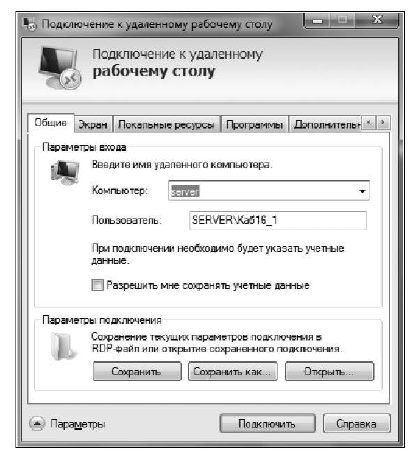 Подключение к удаленному рабочему столу
Подключение к удаленному
рабочему столу
Общие Экран Локальные ресурсы Программы Дополнительн
Параметры входа
Введите имя удаленного компьютера.
Компьютер: server
Пользователь: SERVER\Каб16_1
При подключении необходимо будет указать учетные
данные.
Разрешить мне сохранять учетные данные
Параметры подключения
Сохранение текущих параметров подключения в
RDP-файл или открытие сохраненного подключения.
Сохранить Сохранить как... Открыть...
Параметры Подключить Справка